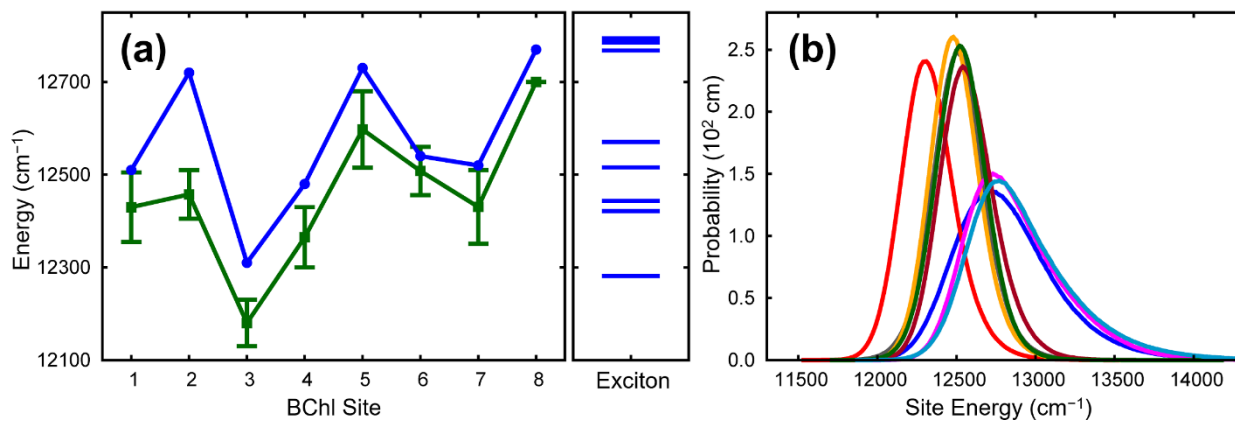 (a)
Energy (cm⁻¹)
12700
12500
12300
12100
1 2 3 4 5 6 7 8
BChl Site
Exciton
(b)
Probability (10² cm)
2.5
2.0
1.5
1.0
0.5
0.0
11500 12000 12500 13000 13500 14000
Site Energy (cm⁻¹)